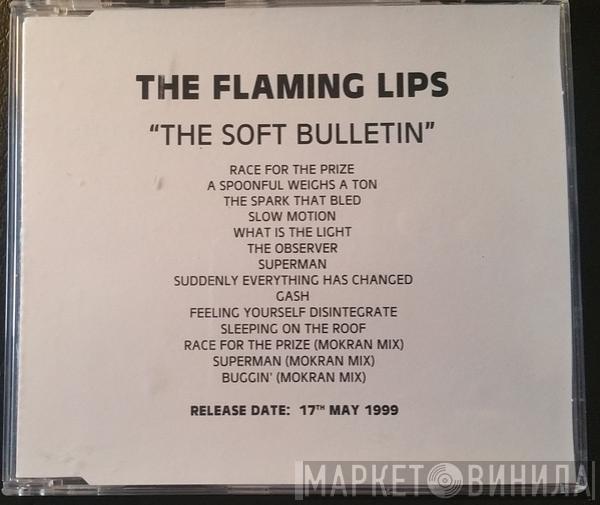 THE FLAMING LIPS
“THE SOFT BULLETIN”
RACE FOR THE PRIZE
A SPOONFUL WEIGHS A TON
THE SPARK THAT BLED
SLOW MOTION
WHAT IS THE LIGHT
THE OBSERVER
SUPERMAN
SUDDENLY EVERYTHING HAS CHANGED
GASH
FEELING YOURSELF DISINTEGRATE
SLEEPING ON THE ROOF
RACE FOR THE PRIZE (MOKRAN MIX)
SUPERMAN (MOKRAN MIX)
BUGGIN' (MOKRAN MIX)
RELEASE DATE: 17TH MAY 1999
МАРКЕТ ВИНИЛА